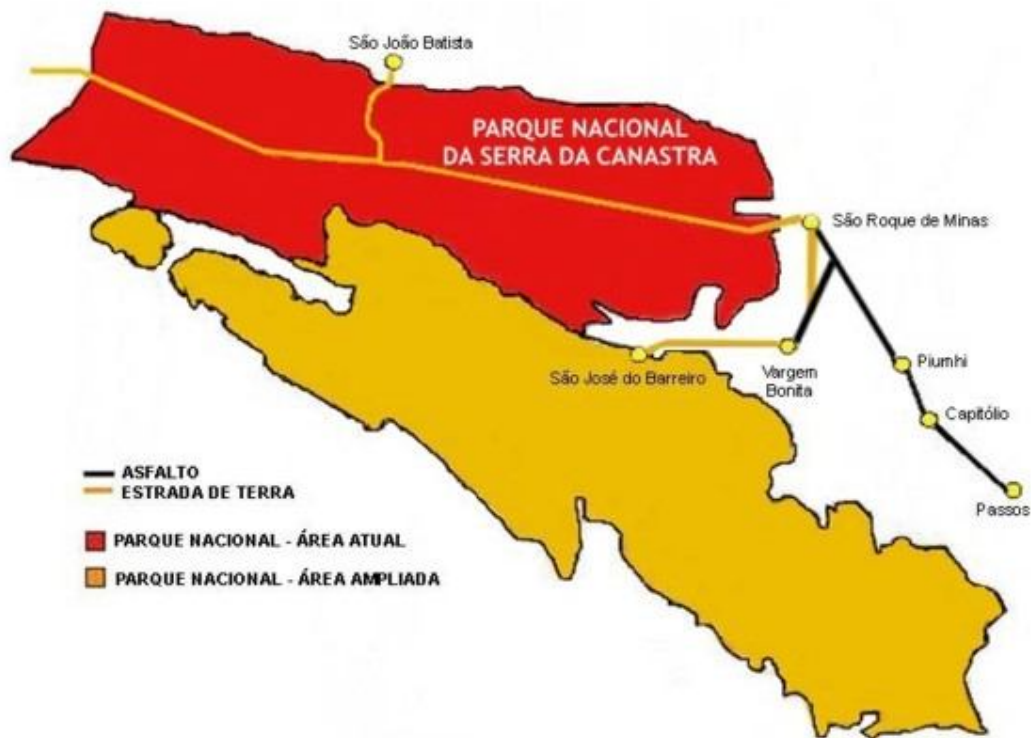 São João Batista
PARQUE NACIONAL
DA SERRA DA CANASTRA
São Roque de Minas
São José do Barreiro
Vargem
Bonita
Piumhi
Capitólio
Passos
ASFALTO
ESTRADA DE TERRA
PARQUE NACIONAL - ÁREA ATUAL
PARQUE NACIONAL - ÁREA AMPLIADA